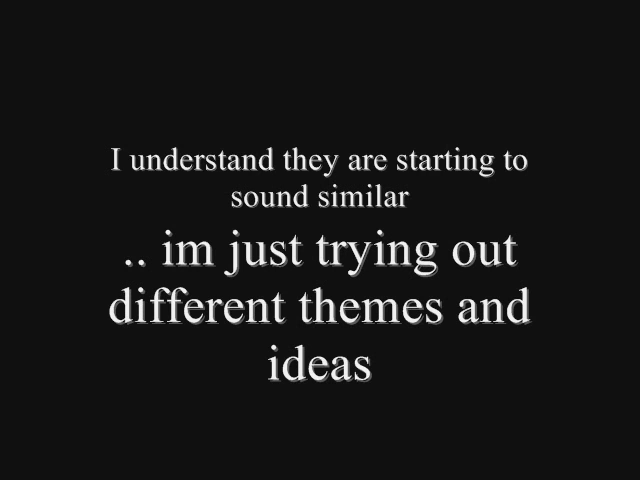 I understand they are starting to
sound similar
.. im just trying out
different themes and
ideas